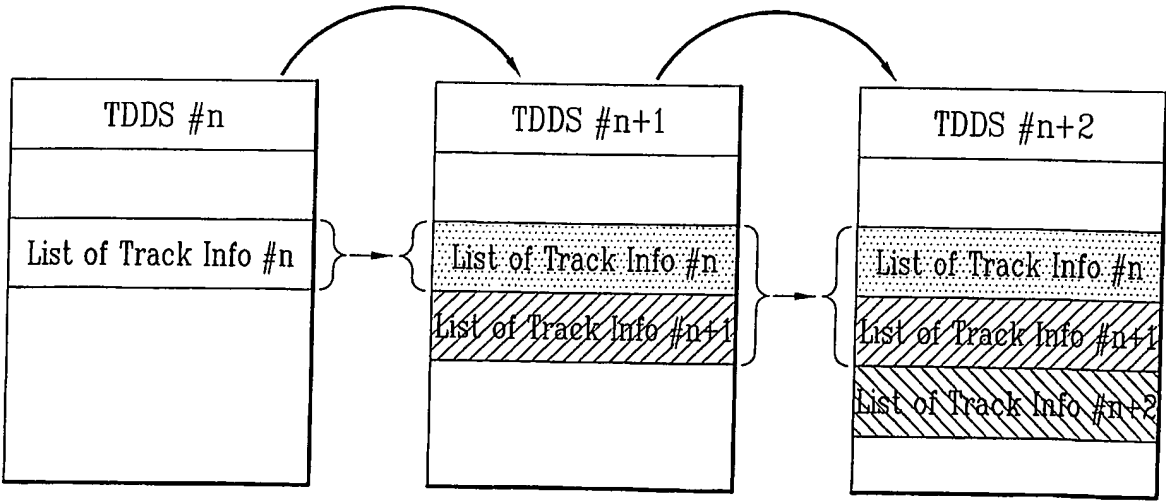 TDDS #n
List of Track Info #n
TDDS #n+1
List of Track Info #n
List of Track Info #n+1
TDDS #n+2
List of Track Info #n
List of Track Info #n+1
List of Track Info #n+2